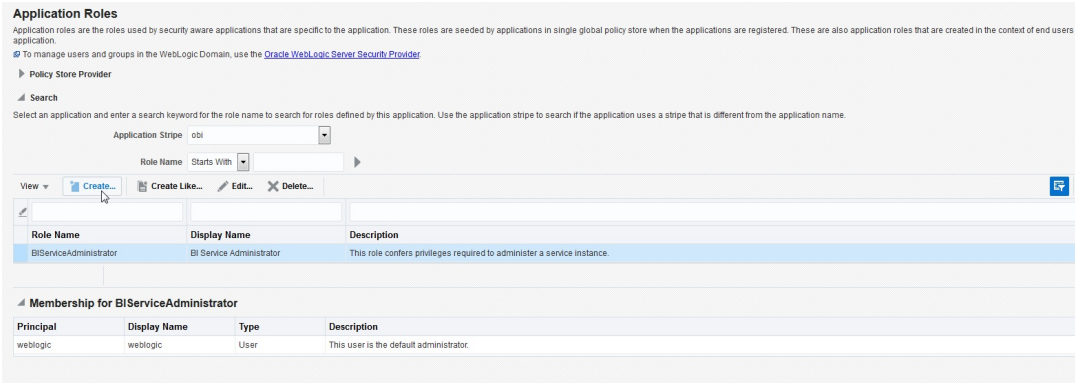 Application Roles
Application roles are the roles used by security aware applications that are specific to the application. These roles are seeded by applications in single global policy store when the applications are registered. These are also application roles that are created in the context of end users
application.
To manage users and groups in the WebLogic Domain, use the Oracle WebLogic Server Security Provider.
Policy Store Provider
Search
Select an application and enter a search keyword for the role name to search for roles defined by this application. Use the application stripe to search if the application uses a stripe that is different from the application name.
Application Stripe obi
Role Name Starts With
View Create... Create Like... Edit... Delete...
Role Name Display Name Description
BIServiceAdministrator BI Service Administrator This role confers privileges required to administer a service instance.
Membership for BIServiceAdministrator
Principal Display Name Type Description
weblogic weblogic User This user is the default administrator.